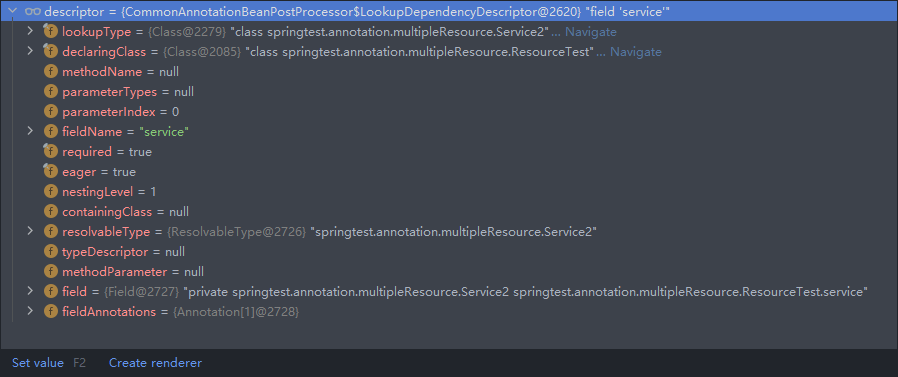 descriptor = {CommonAnnotationBeanPostProcessor$LookupDependencyDescriptor@2620} "field 'service'"
lookupType = {Class@2279} "class springtest.annotation.multipleResource.Service2"... Navigate
declaringClass = {Class@2085} "class springtest.annotation.multipleResource.ResourceTest"... Navigate
methodName = null
parameterTypes = null
parameterIndex = 0
fieldName = "service"
required = true
eager = true
nestingLevel = 1
containingClass = null
resolvableType = {ResolvableType@2726} "springtest.annotation.multipleResource.Service2"
typeDescriptor = null
methodParameter = null
field = {Field@2727} "private springtest.annotation.multipleResource.Service2 springtest.annotation.multipleResource.ResourceTest.service"
fieldAnnotations = {Annotation[1]@2728}
Set value F2 Create renderer